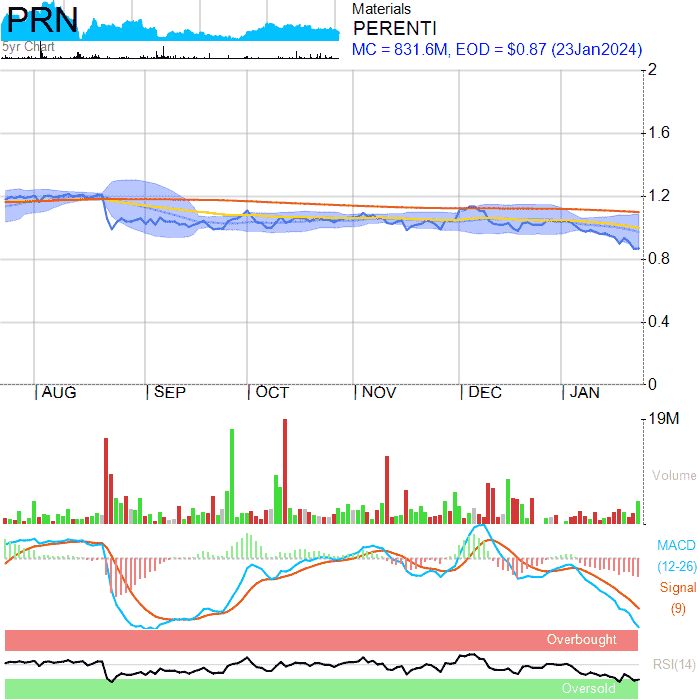 PRN
5yr Chart
Materials
PERENTI
MC = 831.6M, EOD = $0.87 (23Jan2024)
2
1.6
1.2
0.8
0.4
0
AUG
SEP
OCT
NOV
DEC
JAN
19M
Volume
MACD
(12-26)
Signal
(9)
Overbought
RSI(14)
Oversold